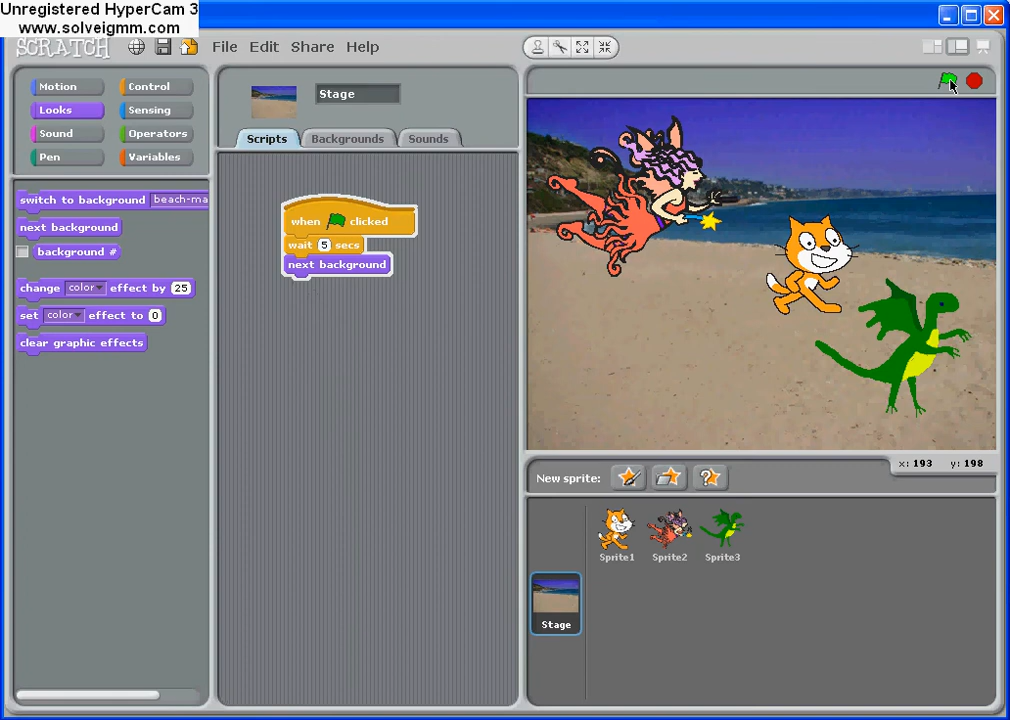 Unregistered HyperCam 3
www.solveigmm.com
SCRATCH File Edit Share Help
Motion Control
Looks Sensing
Sound Operators
Pen Variables
switch to background beach-ma
next background
background #
change color effect by 25
set color effect to 0
clear graphic effects
Stage
Scripts Backgrounds Sounds
when clicked
wait 5 secs
next background
x: 193 y: 198
New sprite:
Sprite1 Sprite2 Sprite3
Stage